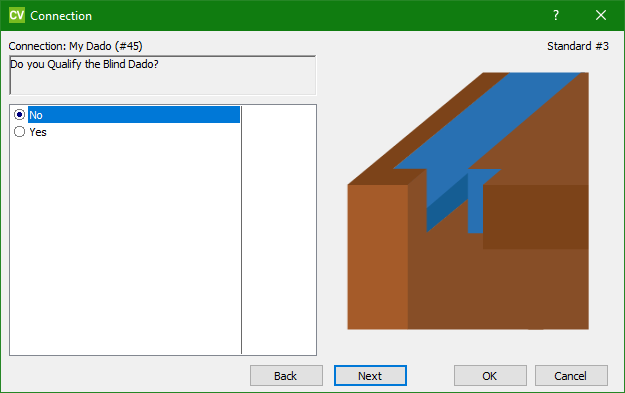 CV Connection
Connection: My Dado (#45)
Standard #3
Do you Qualify the Blind Dado?
No
Yes
Back
Next
OK
Cancel